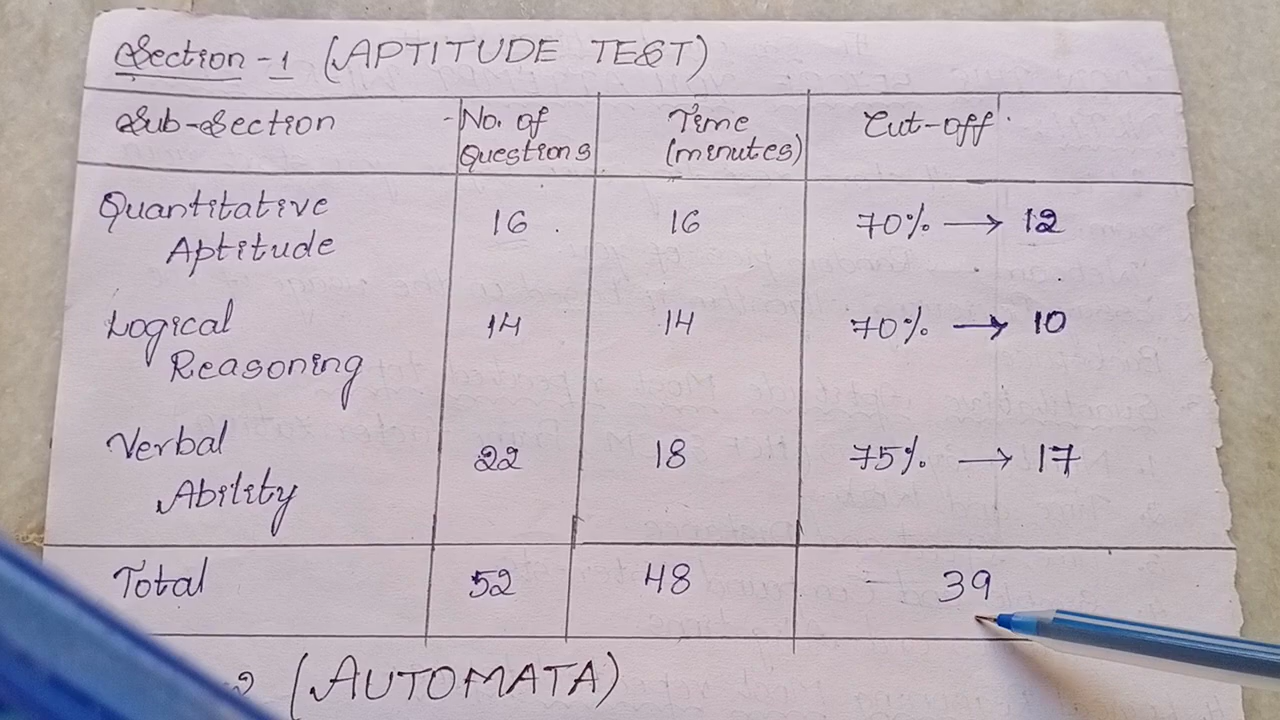 Section - 1 (APTITUDE TEST)
Sub-Section No. of Questions Time (minutes) Cut-off
Quantitative Aptitude 16 16 70% → 12
Logical Reasoning 14 14 70% → 10
Verbal Ability 22 18 75% → 17
Total 52 48 39
2 (AUTOMATA)